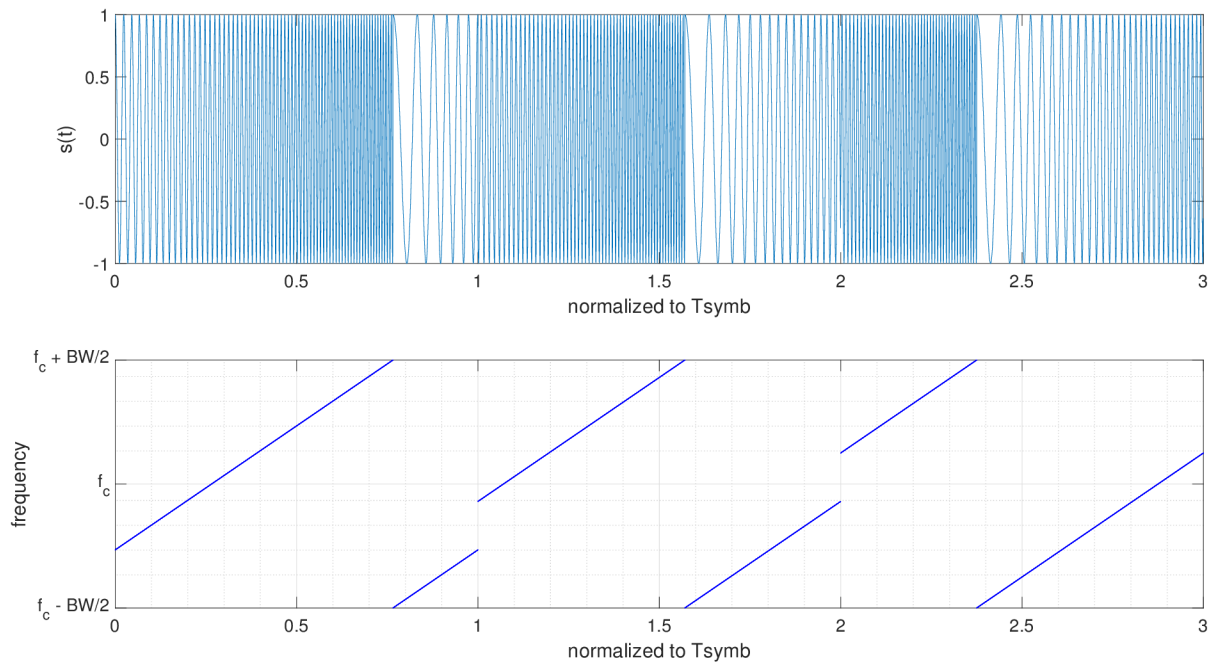 1
0.5
0
-0.5
-1
s(t)
0 0.5 1 1.5 2 2.5 3
normalized to Tsymb
f_c + BW/2
f_c
f_c - BW/2
frequency
0 0.5 1 1.5 2 2.5 3
normalized to Tsymb